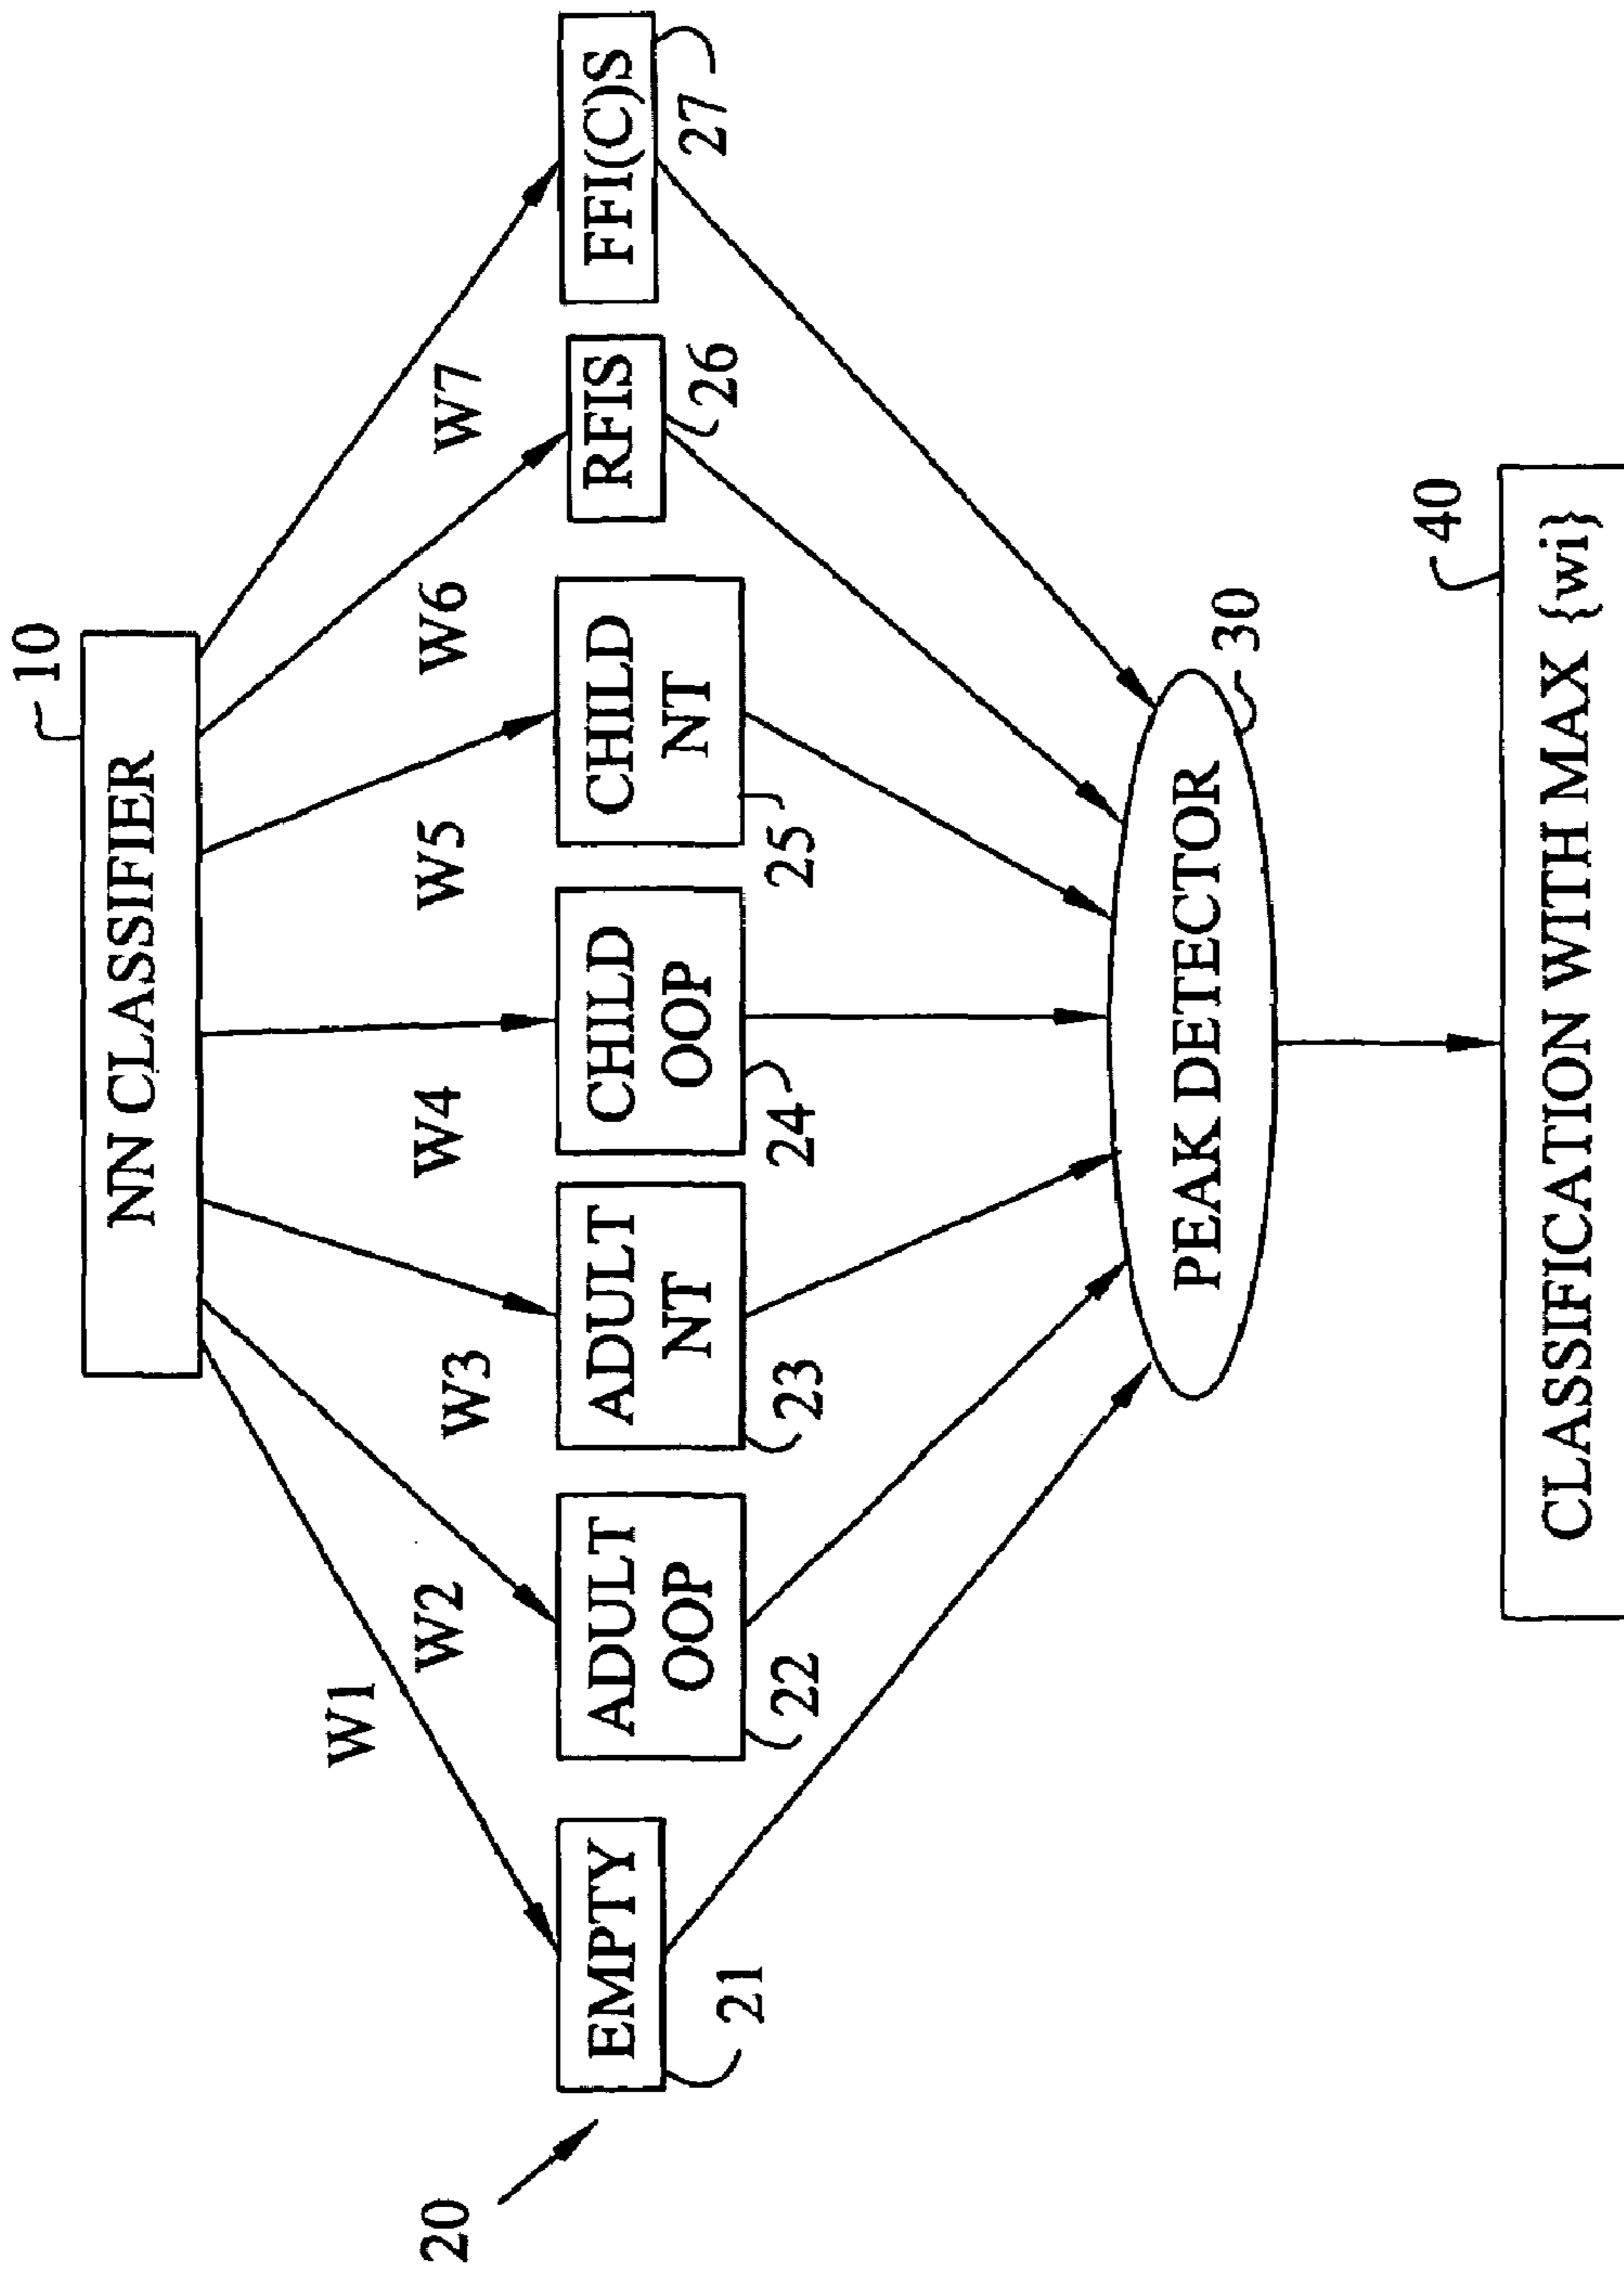 10
NN CLASSIFIER
W1
W2
W3
W4
W5
W6
W7
20
EMPTY
21
ADULT
OOP
22
ADULT
NT
23
CHILD
OOP
24
CHILD
NT
25
RFIS
26
FFI(C)S
27
PEAK DETECTOR
30
40
CLASSIFICATION WITH MAX {wi}